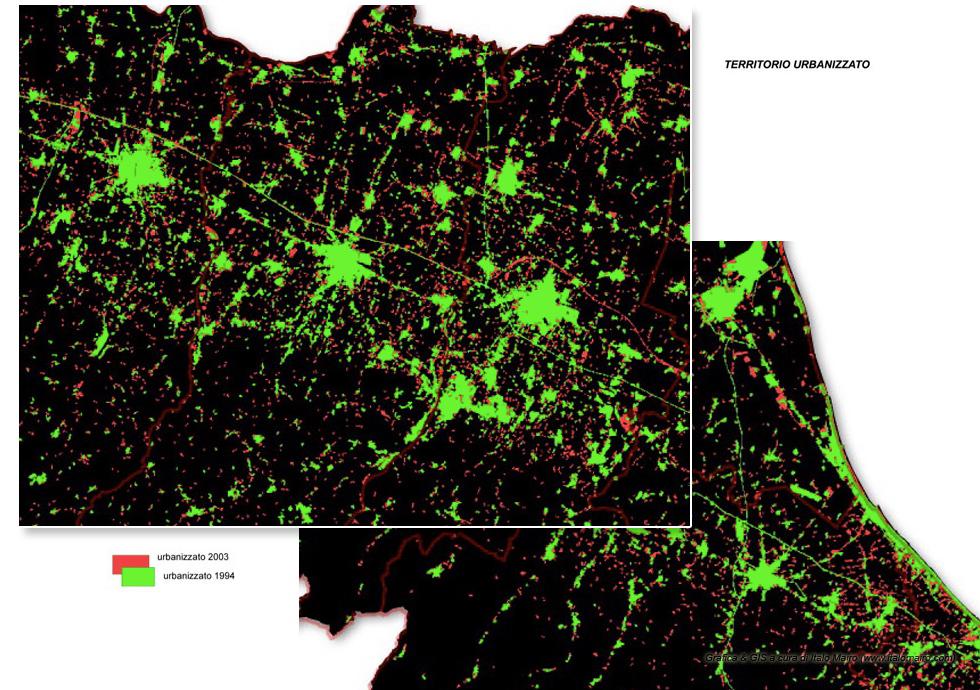 TERRITORIO URBANIZZATO
urbanizzato 2003
urbanizzato 1994
Grafica & GIS a cura di Italo Mairo (www.italomairo.com)